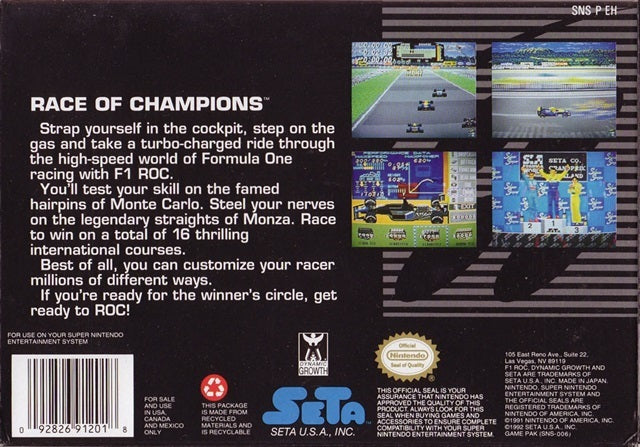 SNS P EH
RACE OF CHAMPIONS™
Strap yourself in the cockpit, step on the
gas and take a turbo-charged ride through
the high-speed world of Formula One
racing with F1 ROC.
You'll test your skill on the famed
hairpins of Monte Carlo. Steel your nerves
on the legendary straights of Monza. Race
to win on a total of 16 thrilling
international courses.
Best of all, you can customize your racer
millions of different ways.
If you're ready for the winner's circle, get
ready to ROC!
SETA CO.
2 1 3
EXIT
FOR USE ON YOUR SUPER NINTENDO
ENTERTAINMENT SYSTEM
0 92826 91201 8
FOR SALE
AND USE
IN USA,
CANADA
AND MEXICO
ONLY
THIS PACKAGE
IS MADE FROM
RECYCLED
MATERIALS AND
IS RECYCLABLE
DYNAMIC
GROWTH
SETA
SETA U.S.A., INC.
Official
Nintendo
Seal of Quality
THIS OFFICIAL SEAL IS YOUR
ASSURANCE THAT NINTENDO HAS
APPROVED THE QUALITY OF THIS
PRODUCT. ALWAYS LOOK FOR THIS
SEAL WHEN BUYING GAMES AND
ACCESSORIES TO ENSURE COMPLETE
COMPATIBILITY WITH YOUR SUPER
NINTENDO ENTERTAINMENT SYSTEM.
105 East Reno Ave., Suite 22,
Las Vegas, NV 89119
F1 ROC, DYNAMIC GROWTH AND
SETA ARE TRADEMARKS OF
SETA U.S.A., INC. MADE IN JAPAN.
NINTENDO, SUPER NINTENDO
ENTERTAINMENT SYSTEM AND
THE OFFICIAL SEALS ARE
REGISTERED TRADEMARKS OF
NINTENDO OF AMERICA INC.
©1991 NINTENDO OF AMERICA, INC.
©1992 SETA U.S.A., INC.
GAME PAK (SNS-008)